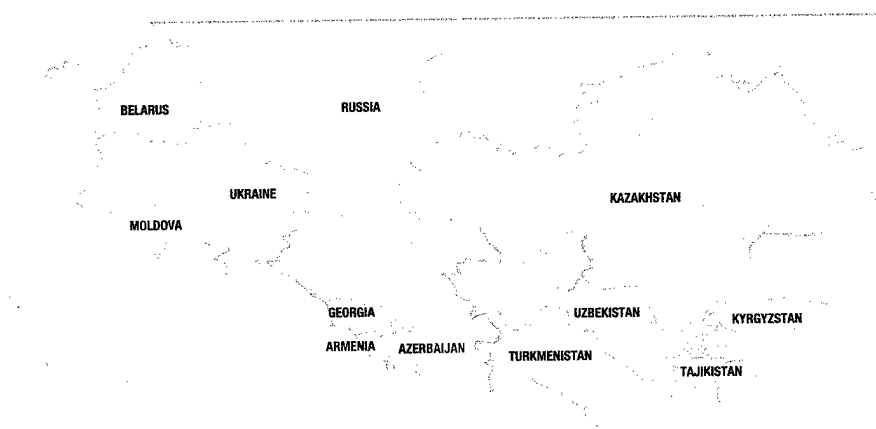 BELARUS
RUSSIA
UKRAINE
KAZAKHSTAN
MOLDOVA
GEORGIA
UZBEKISTAN
KYRGYZSTAN
ARMENIA
AZERBAIJAN
TURKMENISTAN
TAJIKISTAN